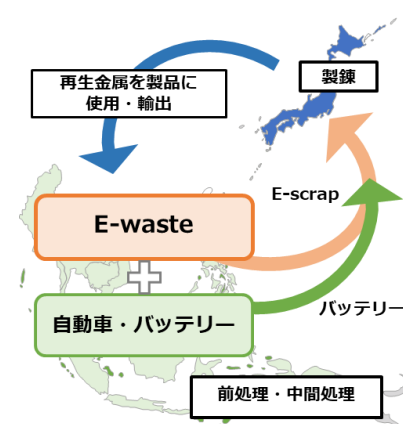 製錬
再生金属を製品に
使用・輸出
E-scrap
E-waste
バッテリー
自動車・バッテリー
前処理・中間処理